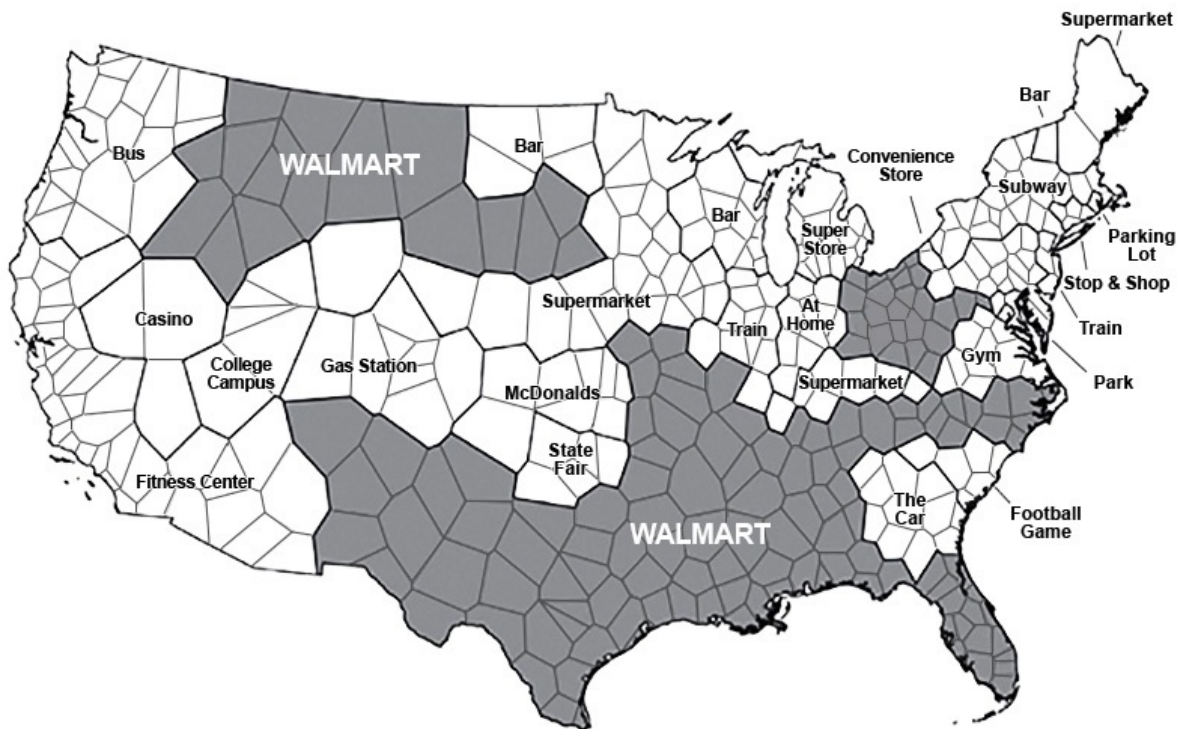 Supermarket
Bar
Convenience
Store
Bus
WALMART
Bar
Bar
Subway
Super
Store
Parking
Lot
Stop & Shop
Casino
Supermarket
At
Home
Train
Train
College
Campus
Gas Station
Gym
Park
McDonalds
Supermarket
State
Fair
Fitness Center
The
Car
Football
Game
WALMART